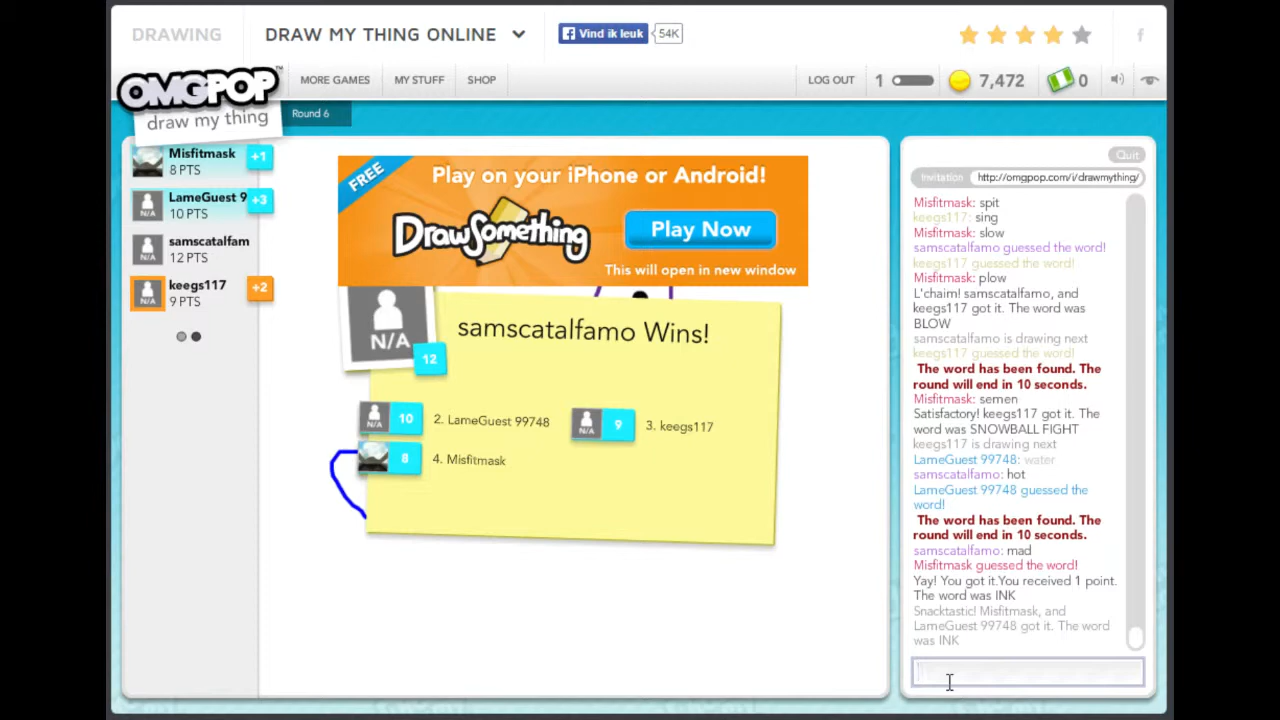 DRAWING
DRAW MY THING ONLINE
Vind ik leuk
54K
OMGPOP™
draw my thing
MORE GAMES
MY STUFF
SHOP
LOG OUT
1
7,472
0
Round 6
Misfitmask
8 PTS
+1
LameGuest 9
10 PTS
+3
N/A
samscatalfam
12 PTS
N/A
keegs117
9 PTS
+2
N/A
FREE
Play on your iPhone or Android!
DrawSomething
Play Now
This will open in new window
N/A
12
samscatalfamo Wins!
N/A
10
2. LameGuest 99748
N/A
9
3. keegs117
8
4. Misfitmask
Quit
Invitation
http://omgpop.com/i/drawmything/
Misfitmask: spit
keegs117: sing
Misfitmask: slow
samscatalfamo guessed the word!
keegs117 guessed the word!
Misfitmask: plow
L'chaim! samscatalfamo, and
keegs117 got it. The word was
BLOW
samscatalfamo is drawing next
keegs117 guessed the word!
The word has been found. The
round will end in 10 seconds.
Misfitmask: semen
Satisfactory! keegs117 got it. The
word was SNOWBALL FIGHT
keegs117 is drawing next
LameGuest 99748: water
samscatalfamo: hot
LameGuest 99748 guessed the
word!
The word has been found. The
round will end in 10 seconds.
samscatalfamo: mad
Misfitmask guessed the word!
Yay! You got it.You received 1 point.
The word was INK
Snacktastic! Misfitmask, and
LameGuest 99748 got it. The word
was INK